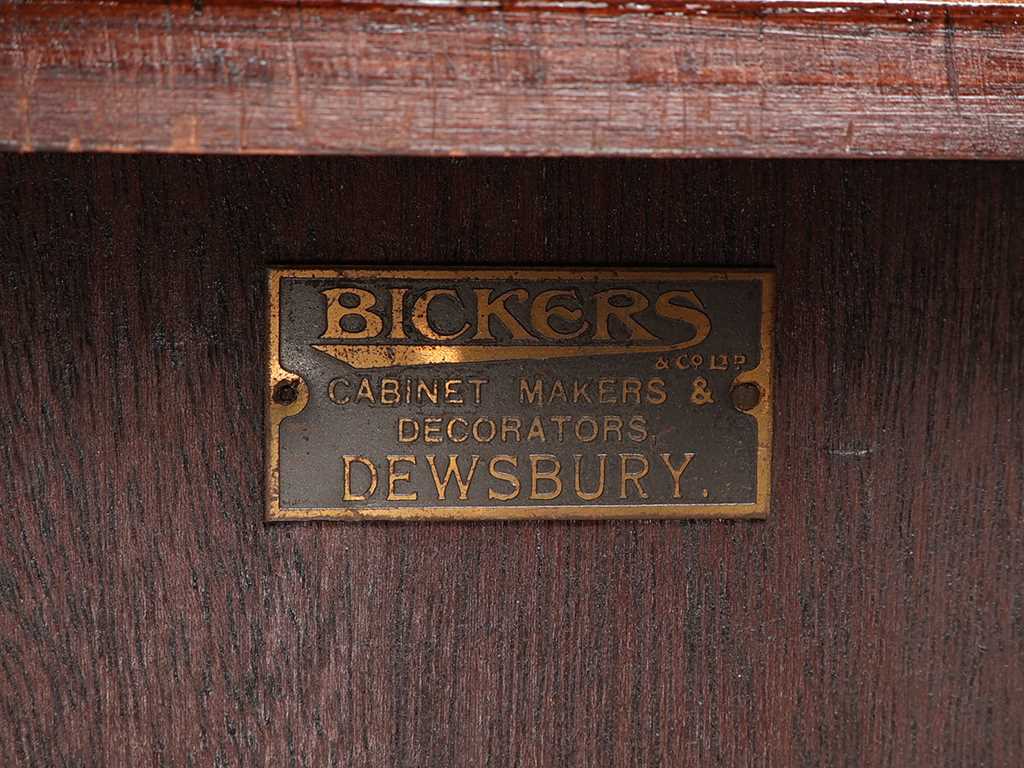 BICKERS
& CO LTD
CABINET MAKERS &
DECORATORS,
DEWSBURY.